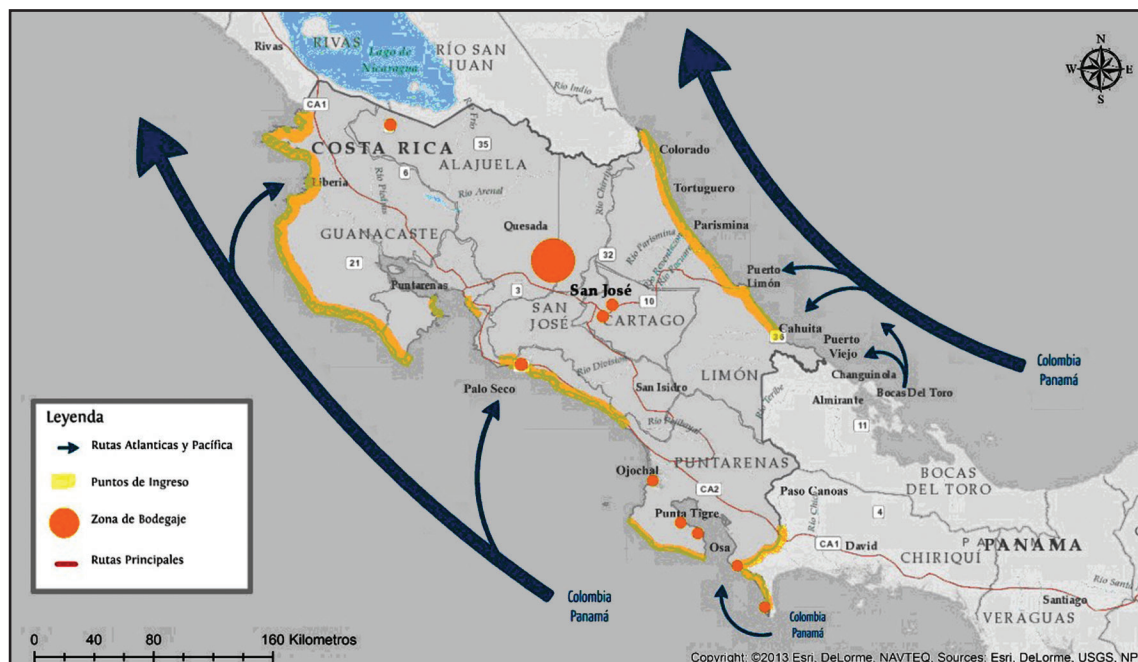 N
W E
S
Rivas
RIVAS
Lago de
Nicaragua
RÍO SAN
JUAN
Río Indio
CA1
Río Frío
COSTA RICA
35
ALAJUELA
6
Liberia
Río Piedras
Río Arenal
Río Chirripó
Colorado
Tortuguero
Parismina
Quesada
GUANACASTE
21
Puntarenas
32
Río Parismina
Río Reventazón
Río Pacuare
Puerto
Limón
3
San José
10
SAN
JOSÉ
CARTAGO
Cahuita
36
Puerto
Viejo
Changuinola
Bocas Del Toro
Almirante
Colombia
Panamá
Palo Seco
Río División
San Isidro
LIMÓN
Río Teribe
11
PUNTARENAS
BOCAS
DEL TORO
Ojochal
CA2
Paso Canoas
4
Punta Tigre
Osa
CA1
David
CHIRIQUÍ
P A
PANAMA
Santiago
VERAGUAS
Colombia
Panamá
Colombia
Panamá
Leyenda
Rutas Atlanticas y Pacífica
Puntos de Ingreso
Zona de Bodegaje
Rutas Principales
0 40 80 160 Kilometros
Copyright: ©2013 Esri, DeLorme, NAVTEQ, Sources: Esri, DeLorme, USGS, NP